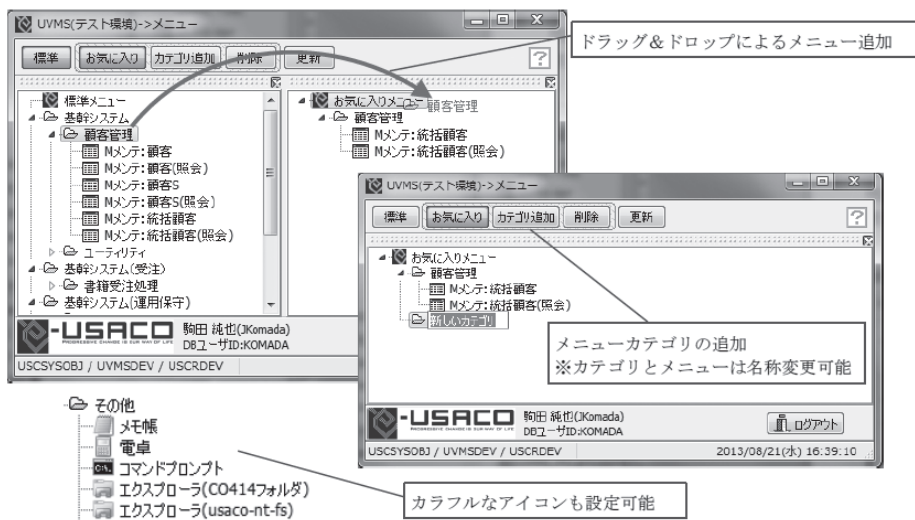 UVMS(テスト環境)->メニュー
標準 お気に入り カテゴリ追加 削除 更新 ?
ドラッグ&ドロップによるメニュー追加
標準メニュー
基幹システム
顧客管理
Mメンテ:顧客
Mメンテ:顧客(照会)
Mメンテ:顧客S
Mメンテ:顧客S(照会)
Mメンテ:統括顧客
Mメンテ:統括顧客(照会)
ユーティリティ
基幹システム(受注)
書籍受注処理
基幹システム(運用保守)
お気に入りメニュー
顧客管理
顧客管理
Mメンテ:統括顧客
Mメンテ:統括顧客(照会)
-USACO
駒田 純也(JKomada)
DBユーザID:KOMADA
USCSYSOBJ / UVMSDEV / USCRDEV
UVMS(テスト環境)->メニュー
標準 お気に入り カテゴリ追加 削除 更新 ?
お気に入りメニュー
顧客管理
Mメンテ:統括顧客
Mメンテ:統括顧客(照会)
新しいカテゴリ
メニューカテゴリの追加
※カテゴリとメニューは名称変更可能
-USACO
PROGRESSIVE CHANGE IS OUR WAY OF LIFE
駒田 純也(JKomada)
DBユーザID:KOMADA
ログアウト
USCSYSOBJ / UVMSDEV / USCRDEV
2013/08/21(水) 16:39:10
その他
メモ帳
電卓
コマンドプロンプト
エクスプローラ(CO414フォルダ)
エクスプローラ(usaco-nt-fs)
カラフルなアイコンも設定可能